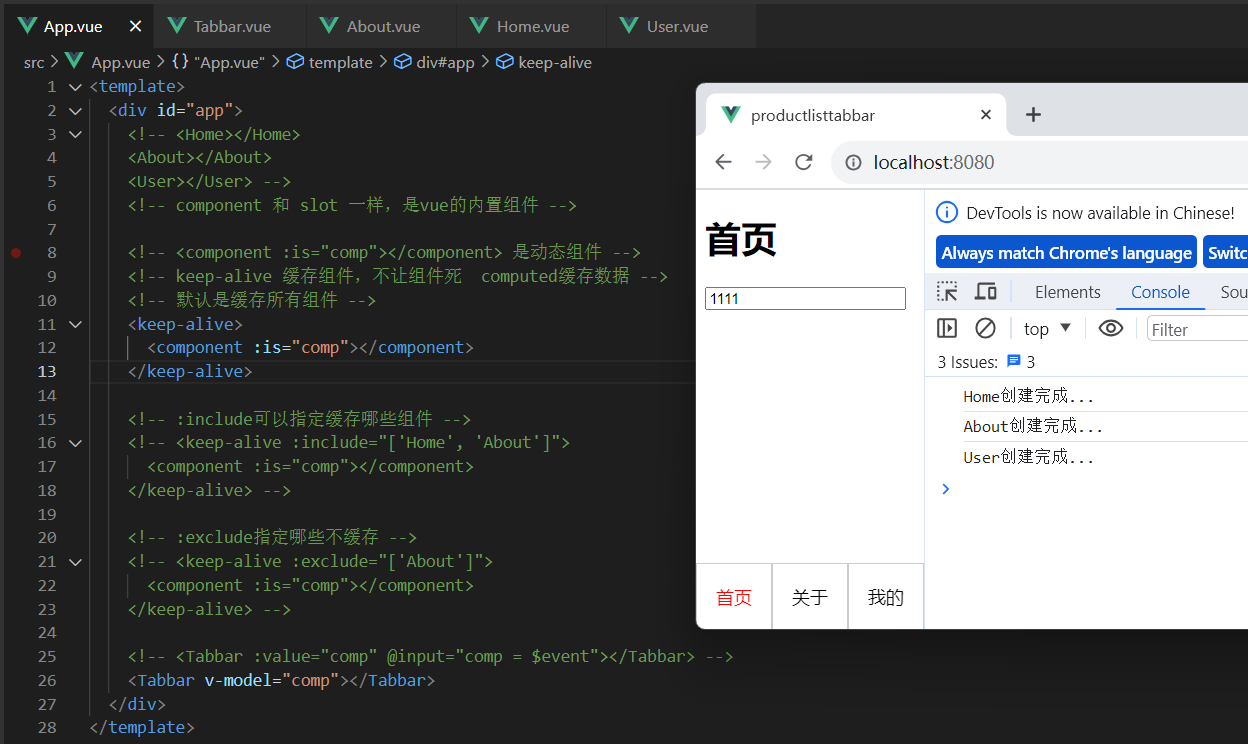 App.vue
Tabbar.vue
About.vue
Home.vue
User.vue
src > App.vue > {} "App.vue" > template > div#app > keep-alive
1 <template>
2 <div id="app">
3 <!-- <Home></Home>
4 <About></About>
5 <User></User> -->
6 <!-- component 和 slot 一样，是vue的内置组件 -->
7
8 <!-- <component :is="comp"></component> 是动态组件 -->
9 <!-- keep-alive 缓存组件，不让组件死  computed缓存数据 -->
10 <!-- 默认是缓存所有组件 -->
11 <keep-alive>
12 <component :is="comp"></component>
13 </keep-alive>
14
15 <!-- :include可以指定缓存哪些组件 -->
16 <!-- <keep-alive :include="['Home', 'About']">
17 <component :is="comp"></component>
18 </keep-alive> -->
19
20 <!-- :exclude指定哪些不缓存 -->
21 <!-- <keep-alive :exclude="['About']">
22 <component :is="comp"></component>
23 </keep-alive> -->
24
25 <!-- <Tabbar :value="comp" @input="comp = $event"></Tabbar> -->
26 <Tabbar v-model="comp"></Tabbar>
27 </div>
28 </template>
productlisttabbar
localhost:8080
首页
1111
首页
关于
我的
DevTools is now available in Chinese!
Always match Chrome's language
Switc
Elements
Console
Sou
top
Filter
3 Issues: 3
Home创建完成...
About创建完成...
User创建完成...